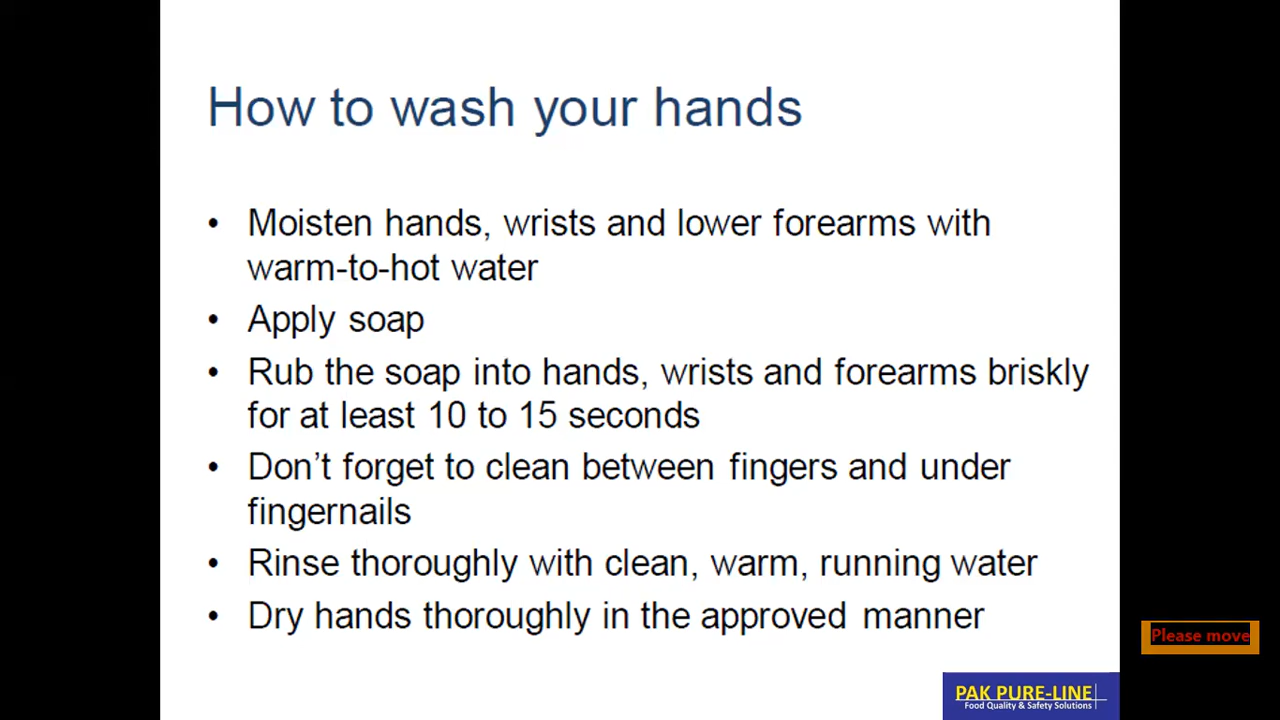 How to wash your hands
• Moisten hands, wrists and lower forearms with
warm-to-hot water
• Apply soap
• Rub the soap into hands, wrists and forearms briskly
for at least 10 to 15 seconds
• Don’t forget to clean between fingers and under
fingernails
• Rinse thoroughly with clean, warm, running water
• Dry hands thoroughly in the approved manner
Please move
PAK PURE-LINE
Food Quality & Safety Solutions